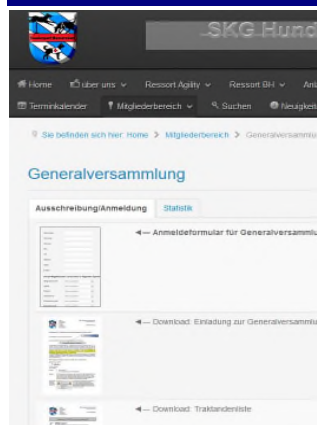 SKG Hund
Home über uns Ressort Agility Ressort BH
Terminkalender Mitgliederbereich Suchen Neuigkeit
Sie befinden sich hier: Home > Mitgliederbereich > Generalversammlu
Generalversammlung
Ausschreibung/Anmeldung Statistik
◄— Anmeldeformular für Generalversammlu
◄— Download: Einladung zur Generalversammlu
◄— Download: Traktandenliste